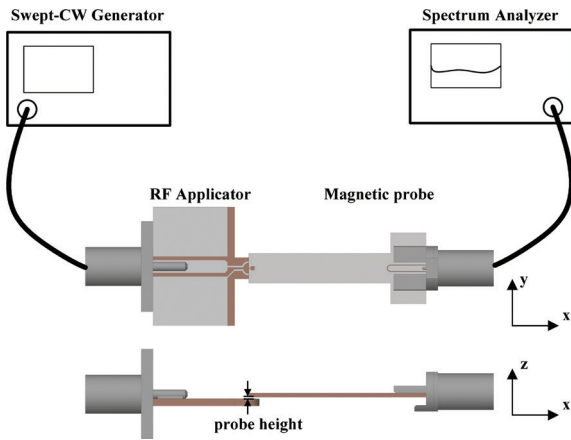 Swept-CW Generator
Spectrum Analyzer
RF Applicator
Magnetic probe
y
x
z
x
probe height